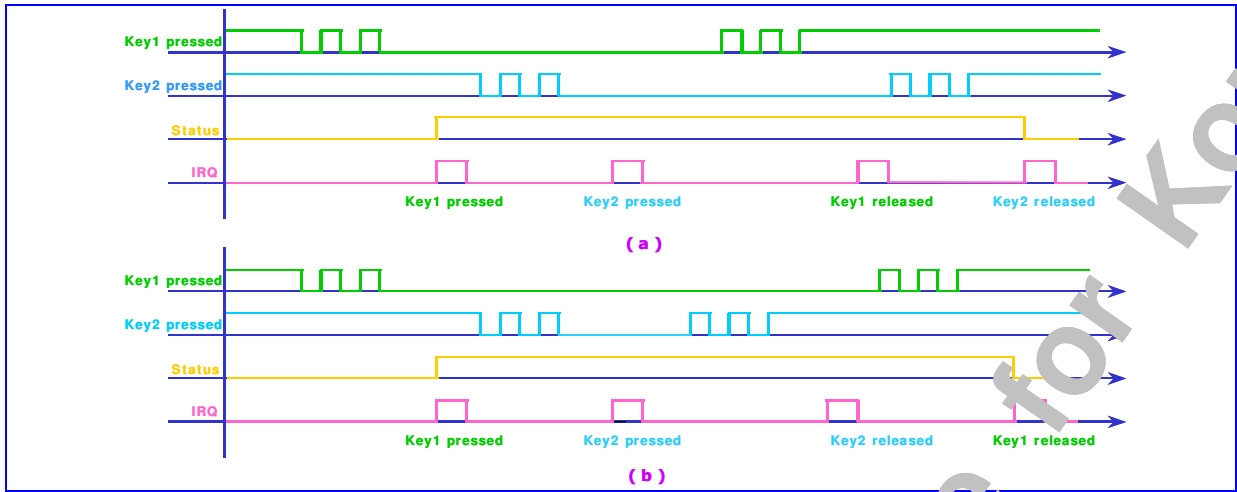 Key1 pressed
Key2 pressed
Status
IRQ
Key1 pressed Key2 pressed Key1 released Key2 released
( a )
Key1 pressed
Key2 pressed
Status
IRQ
Key1 pressed Key2 pressed Key2 released Key1 released
( b )
for